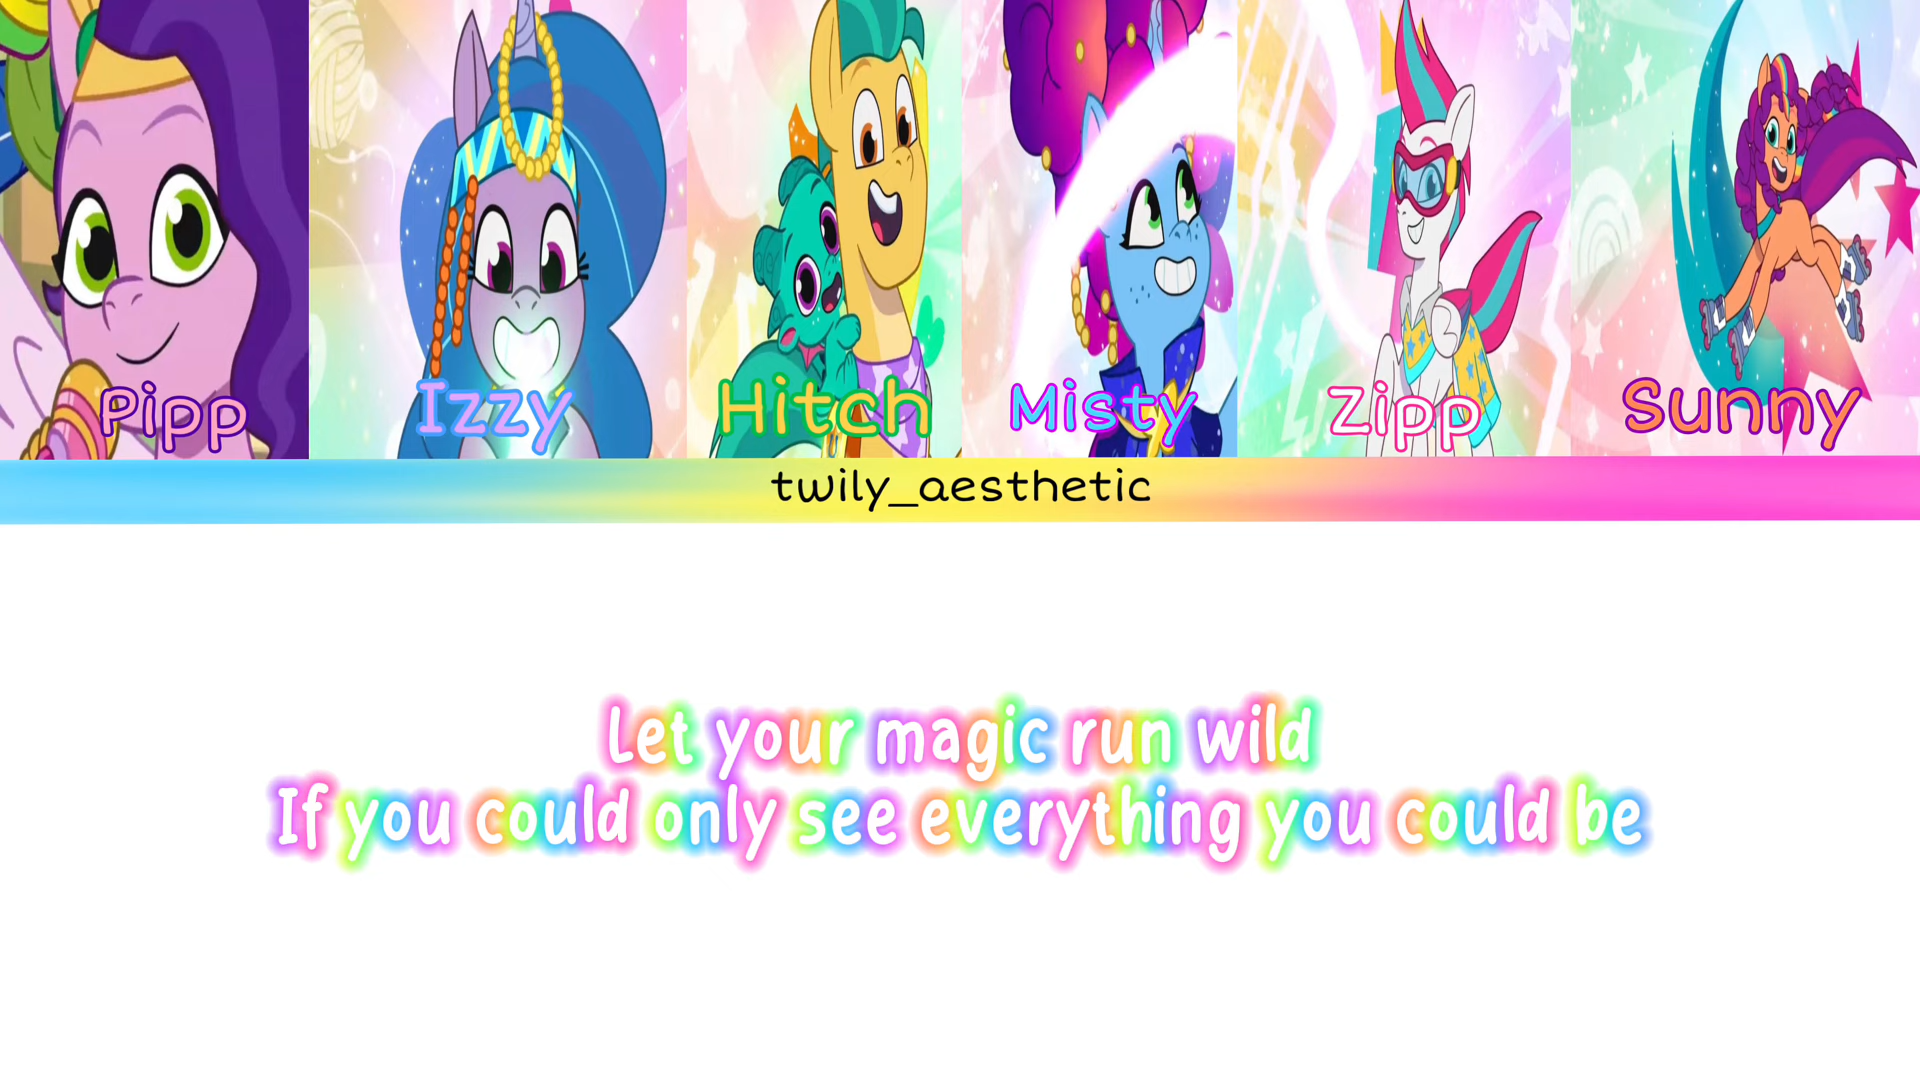 Pipp
Izzy
Hitch
Misty
Zipp
Sunny
twily_aesthetic
Let your magic run wild
If you could only see everything you could be